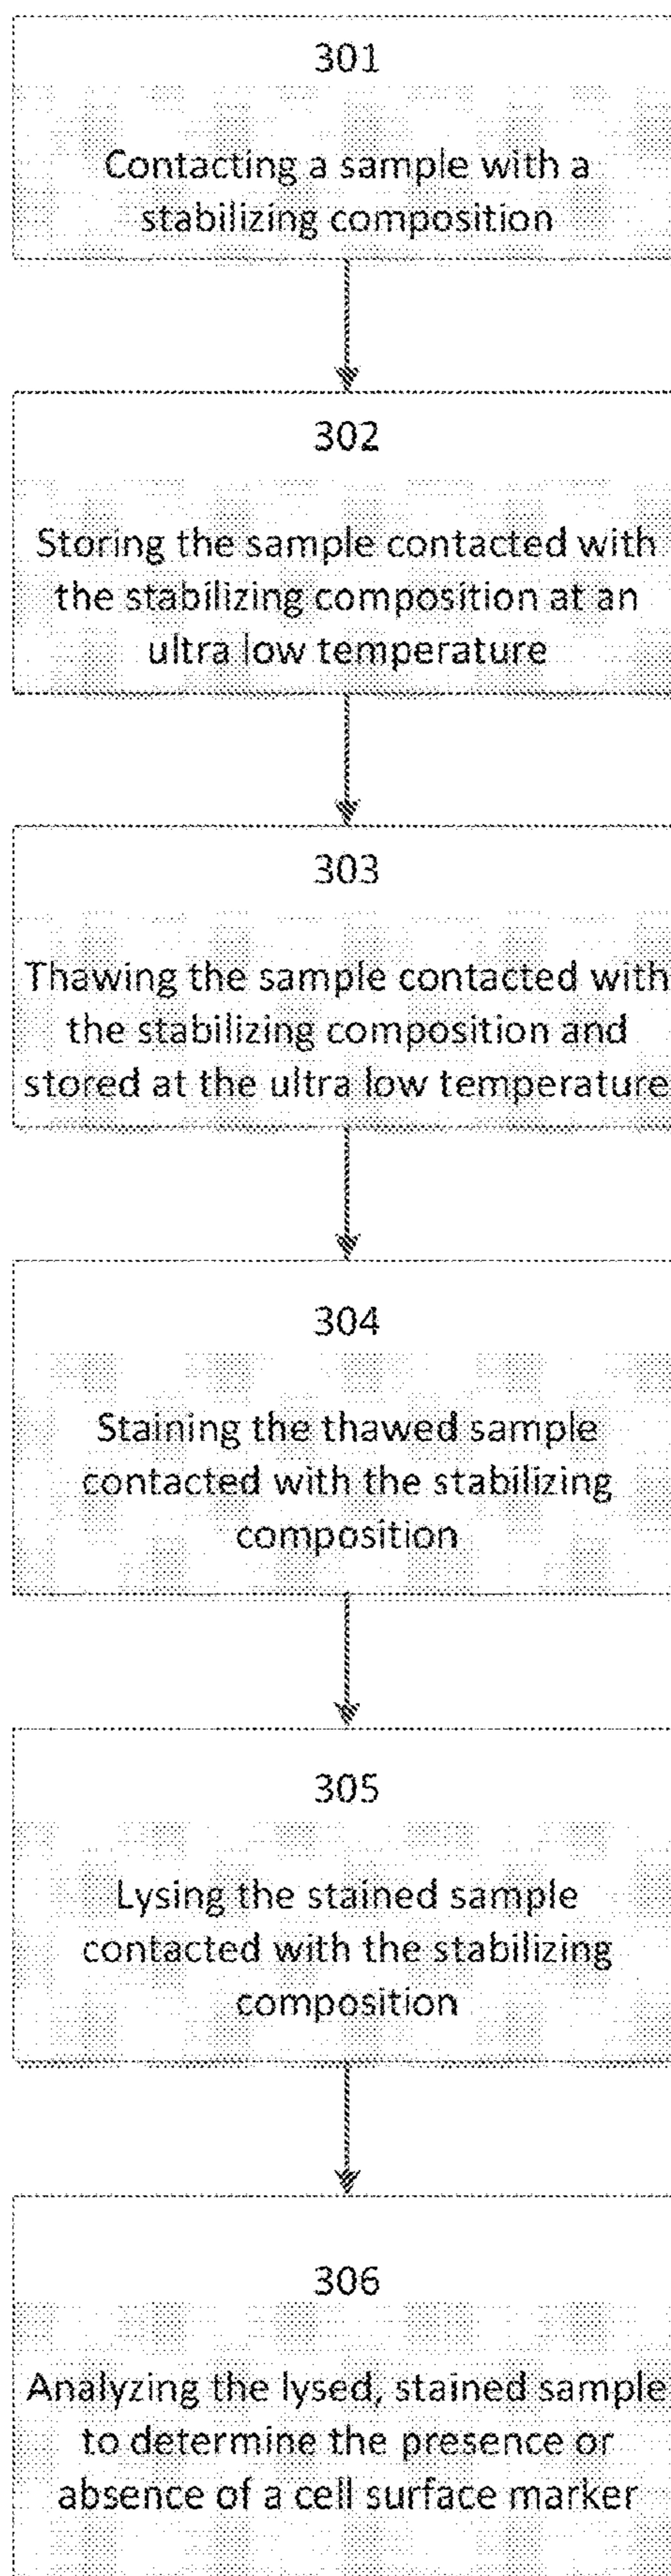 301
Contacting a sample with a
stabilizing composition
302
Storing the sample contacted with
the stabilizing composition at an
ultra low temperature
303
Thawing the sample contacted with
the stabilizing composition and
stored at the ultra low temperature
304
Staining the thawed sample
contacted with the stabilizing
composition
305
Lysing the stained sample
contacted with the stabilizing
composition
306
Analyzing the lysed, stained sample
to determine the presence or
absence of a cell surface marker